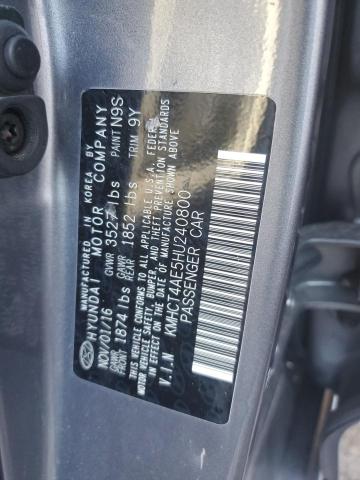 MANUFACTURED IN KOREA BY
HYUNDAI MOTOR COMPANY
NOV/01/16 GVWR 3527 lbs PAINT N9S
GAWR FRONT 1874 lbs GAWR REAR 1852 lbs TRIM 9Y
THIS VEHICLE CONFORMS TO ALL APPLICABLE U.S.A. FEDERAL
MOTOR VEHICLE SAFETY, BUMPER, AND THEFT PREVENTION
STANDARDS IN EFFECT ON THE DATE OF MANUFACTURE SHOWN ABOVE
V.I.N KMHCT4AE5HU240800
PASSENGER CAR